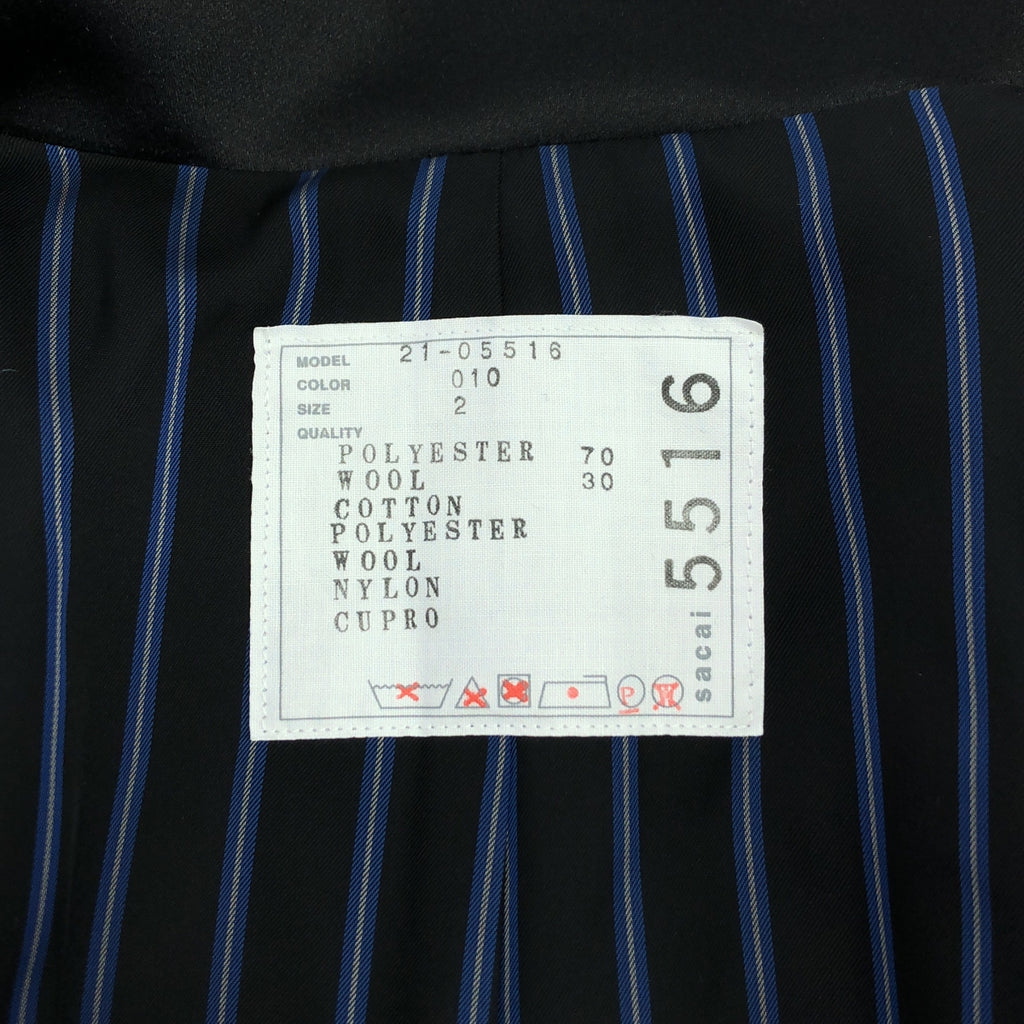 MODEL 21-05516
COLOR 010
SIZE 2
QUALITY
POLYESTER 70
WOOL 30
COTTON
POLYESTER
WOOL
NYLON
CUPRO
P W
sacai 5516